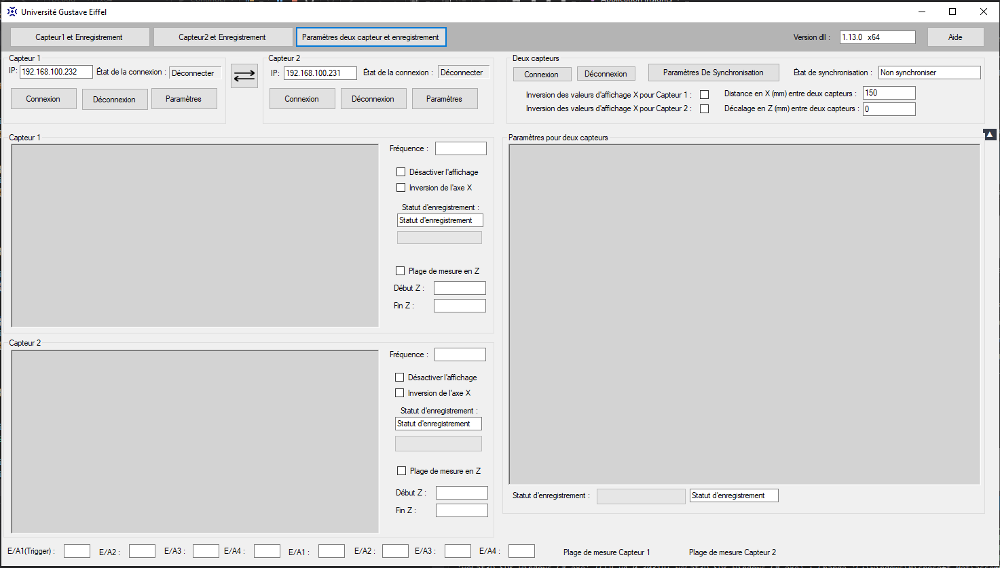 Université Gustave Eiffel
Capteur1 et Enregistrement
Capteur2 et Enregistrement
Paramètres deux capteur et enregistrement
Version dll :
1.13.0 x64
Aide
Capteur 1
IP: 192.168.100.232 État de la connexion : Déconnecter
Connexion
Déconnexion
Paramètres
Capteur 2
IP: 192.168.100.231 État de la connexion : Déconnecter
Connexion
Déconnexion
Paramètres
Deux capteurs
Connexion
Déconnexion
Paramètres De Synchronisation
État de synchronisation : Non synchroniser
Inversion des valeurs d'affichage X pour Capteur 1 :
Distance en X (mm) entre deux capteurs : 150
Inversion des valeurs d'affichage X pour Capteur 2 :
Décalage en Z (mm) entre deux capteurs : 0
Capteur 1
Fréquence :
Désactiver l'affichage
Inversion de l'axe X
Statut d'enregistrement :
Statut d'enregistrement
Plage de mesure en Z
Début Z :
Fin Z :
Capteur 2
Fréquence :
Désactiver l'affichage
Inversion de l'axe X
Statut d'enregistrement :
Statut d'enregistrement
Plage de mesure en Z
Début Z :
Fin Z :
Paramètres pour deux capteurs
Statut d'enregistrement :
Statut d'enregistrement
E/A1(Trigger) :
E/A2 :
E/A3 :
E/A4 :
E/A1 :
E/A2 :
E/A3 :
E/A4 :
Plage de mesure Capteur 1
Plage de mesure Capteur 2